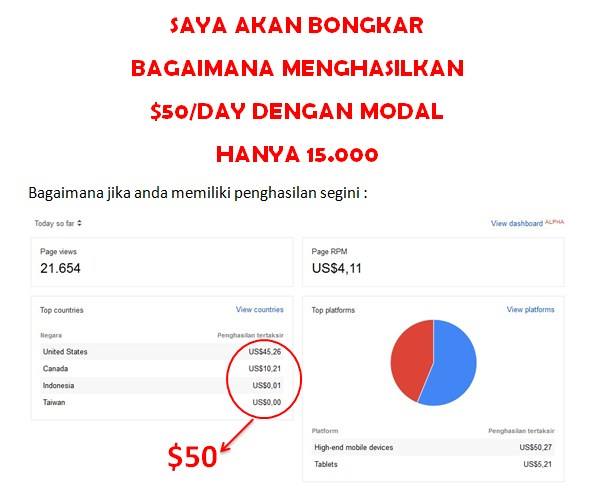 SAYA AKAN BONGKAR
BAGAIMANA MENGHASILKAN
$50/DAY DENGAN MODAL
HANYA 15.000
Bagaimana jika anda memiliki penghasilan segini :
Today so far
View dashboard ALPHA
Page views
21.654
Page RPM
US$4,11
Top countries View countries
Negara Penghasilan tertaksir
United States US$45,26
Canada US$10,21
Indonesia US$0,01
Taiwan US$0,00
$50
Top platforms View platforms
Platform Penghasilan tertaksir
High-end mobile devices US$50,27
Tablets US$5,21